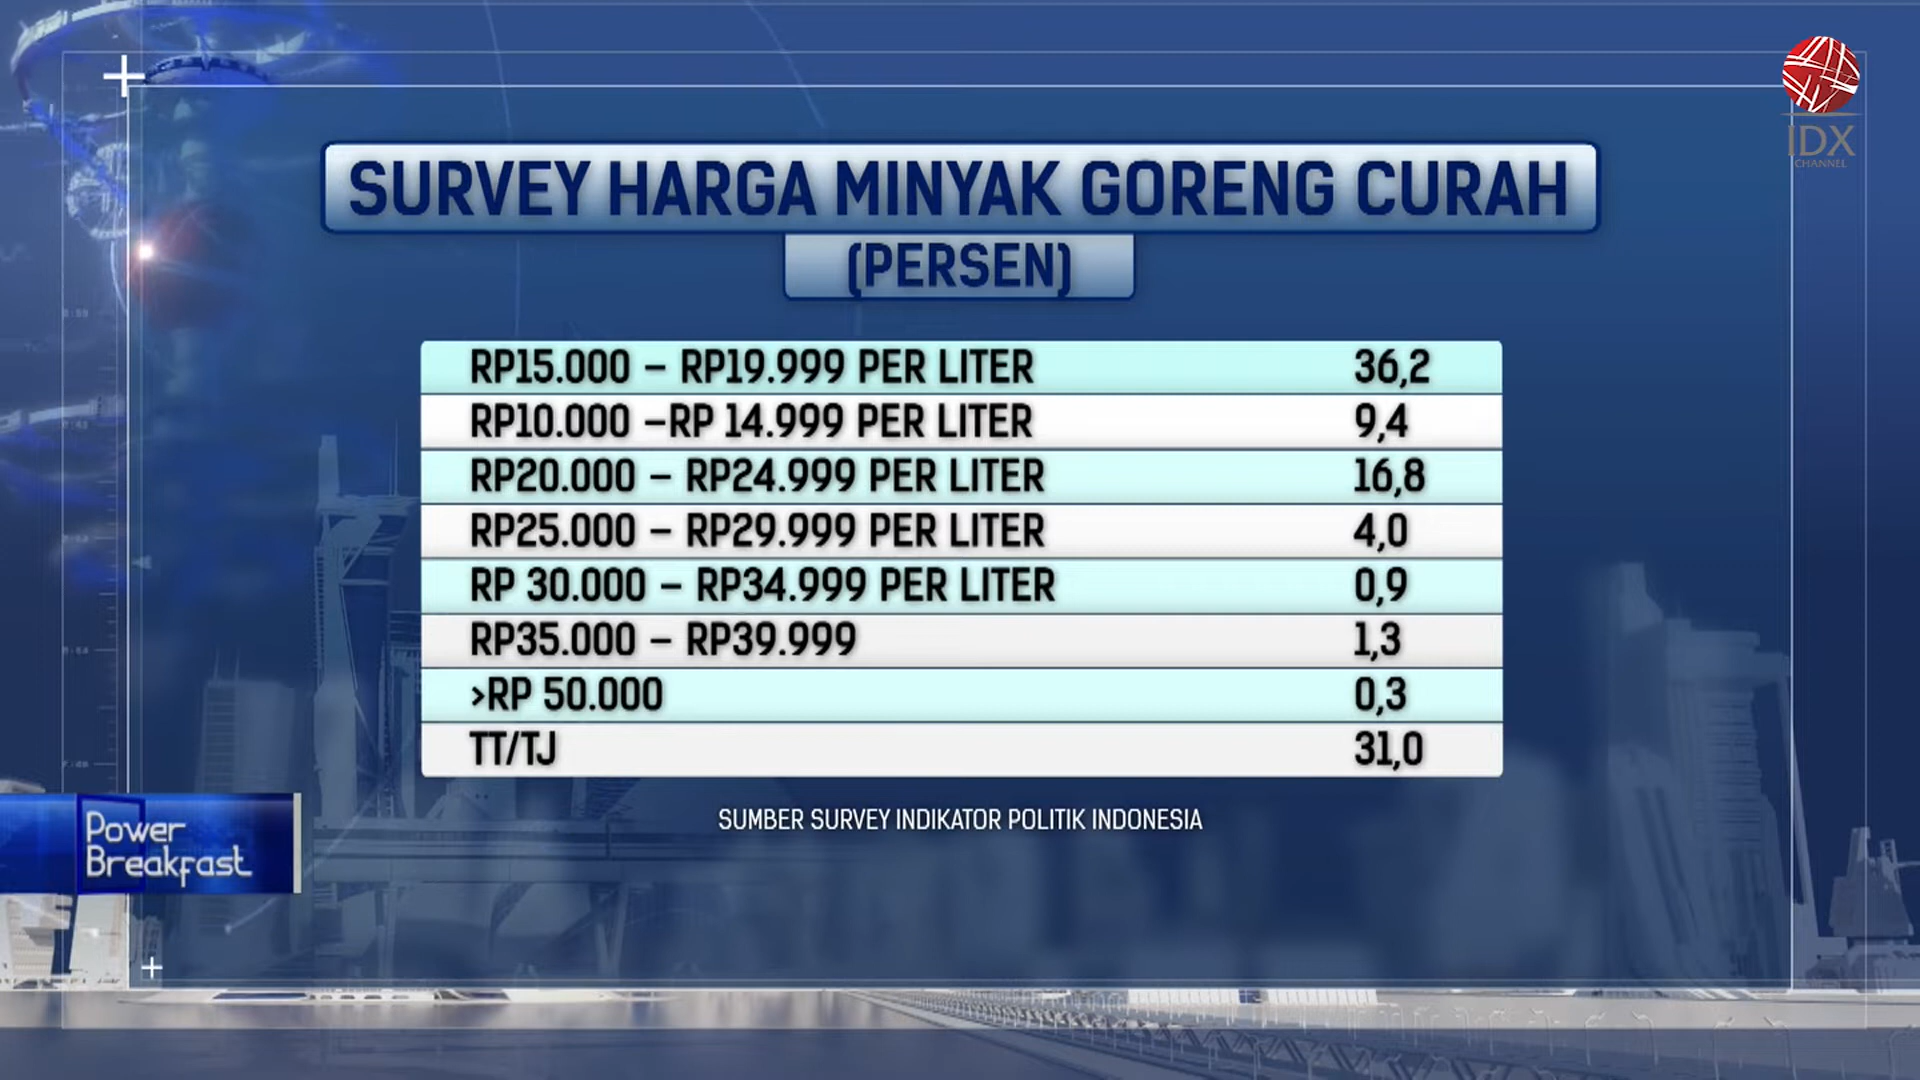 IDX
CHANNEL
SURVEY HARGA MINYAK GORENG CURAH
(PERSEN)
RP15.000 – RP19.999 PER LITER 36,2
RP10.000 –RP 14.999 PER LITER 9,4
RP20.000 – RP24.999 PER LITER 16,8
RP25.000 – RP29.999 PER LITER 4,0
RP 30.000 – RP34.999 PER LITER 0,9
RP35.000 – RP39.999 1,3
>RP 50.000 0,3
TT/TJ 31,0
SUMBER SURVEY INDIKATOR POLITIK INDONESIA
Power
Breakfast